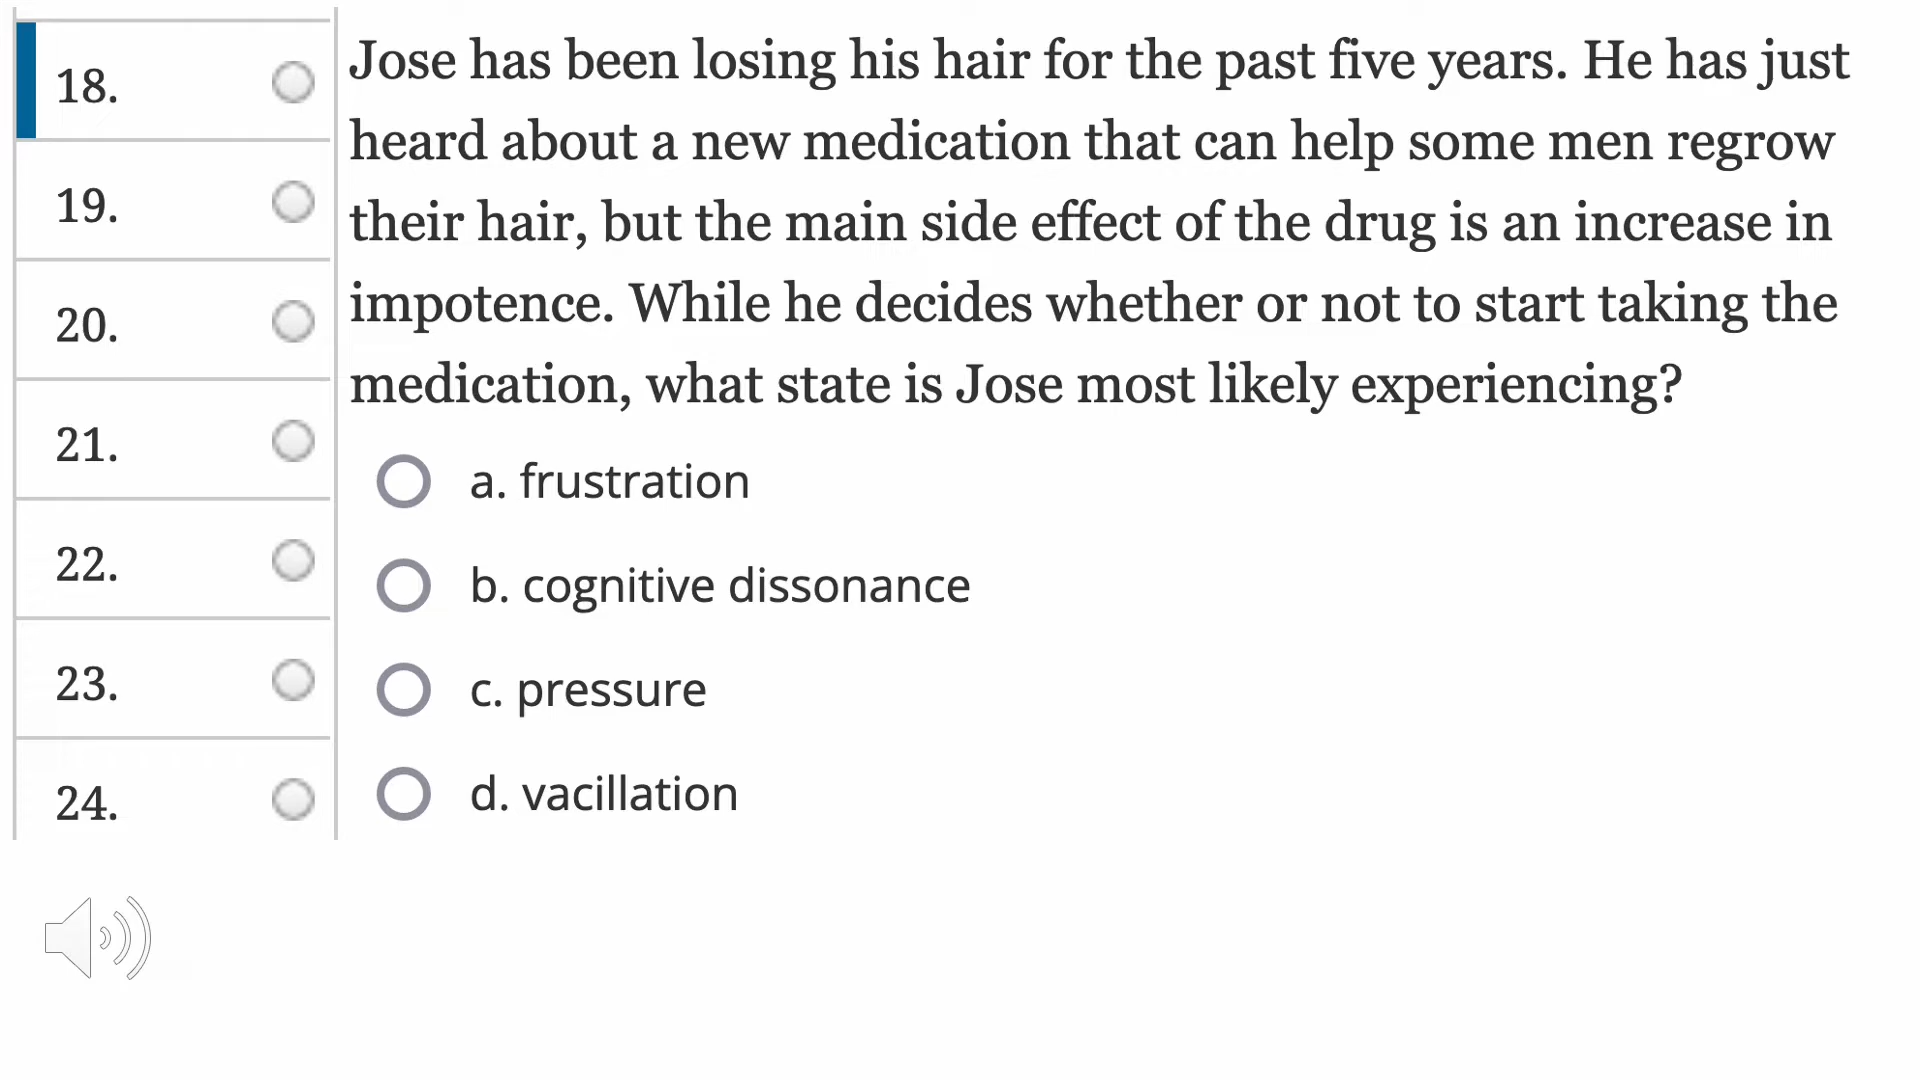 18.
19.
20.
21.
22.
23.
24.
Jose has been losing his hair for the past five years. He has just
heard about a new medication that can help some men regrow
their hair, but the main side effect of the drug is an increase in
impotence. While he decides whether or not to start taking the
medication, what state is Jose most likely experiencing?
a. frustration
b. cognitive dissonance
c. pressure
d. vacillation